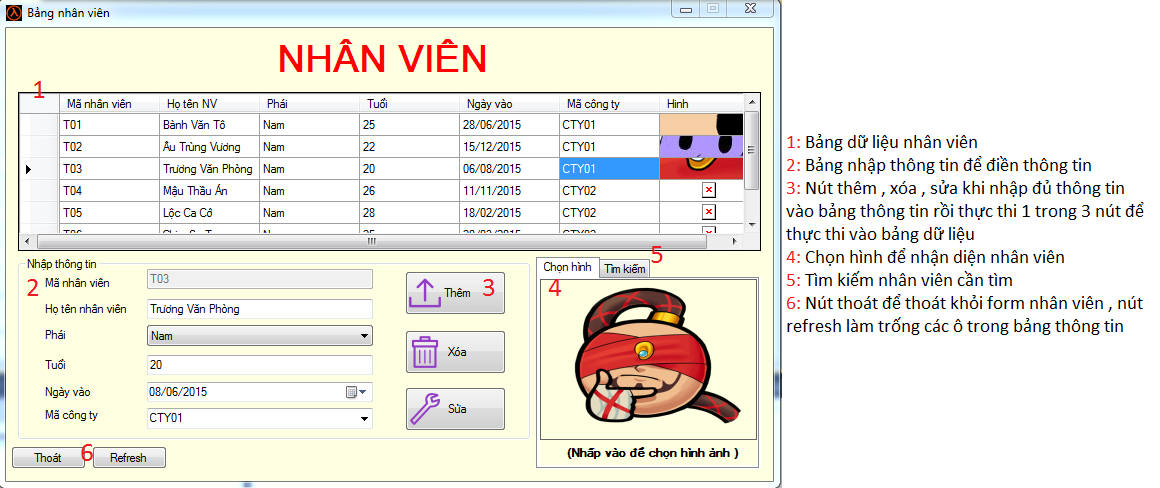 Bảng nhân viên
NHÂN VIÊN
1
Mã nhân viên Họ tên NV Phái Tuổi Ngày vào Mã công ty Hinh
T01 Bành Văn Tô Nam 25 28/06/2015 CTY01
T02 Âu Trùng Vương Nam 22 15/12/2015 CTY01
T03 Trương Văn Phòng Nam 20 06/08/2015 CTY01
T04 Mậu Thầu Án Nam 26 11/11/2015 CTY02
T05 Lộc Ca Cở Nam 28 18/02/2015 CTY02
Nhập thông tin
2
Mã nhân viên T03
Họ tên nhân viên Trương Văn Phòng
Phái Nam
Tuổi 20
Ngày vào 08/06/2015
Mã công ty CTY01
Thêm 3
Xóa
Sửa
Thoát 6 Refresh
Chọn hình Tìm kiếm 5
4
(Nhấp vào để chọn hình ảnh )
1: Bảng dữ liệu nhân viên
2: Bảng nhập thông tin để điền thông tin
3: Nút thêm , xóa , sửa khi nhập đủ thông tin
vào bảng thông tin rồi thực thi 1 trong 3 nút để
thực thi vào bảng dữ liệu
4: Chọn hình để nhận diện nhân viên
5: Tìm kiếm nhân viên cần tìm
6: Nút thoát để thoát khỏi form nhân viên , nút
refresh làm trống các ô trong bảng thông tin